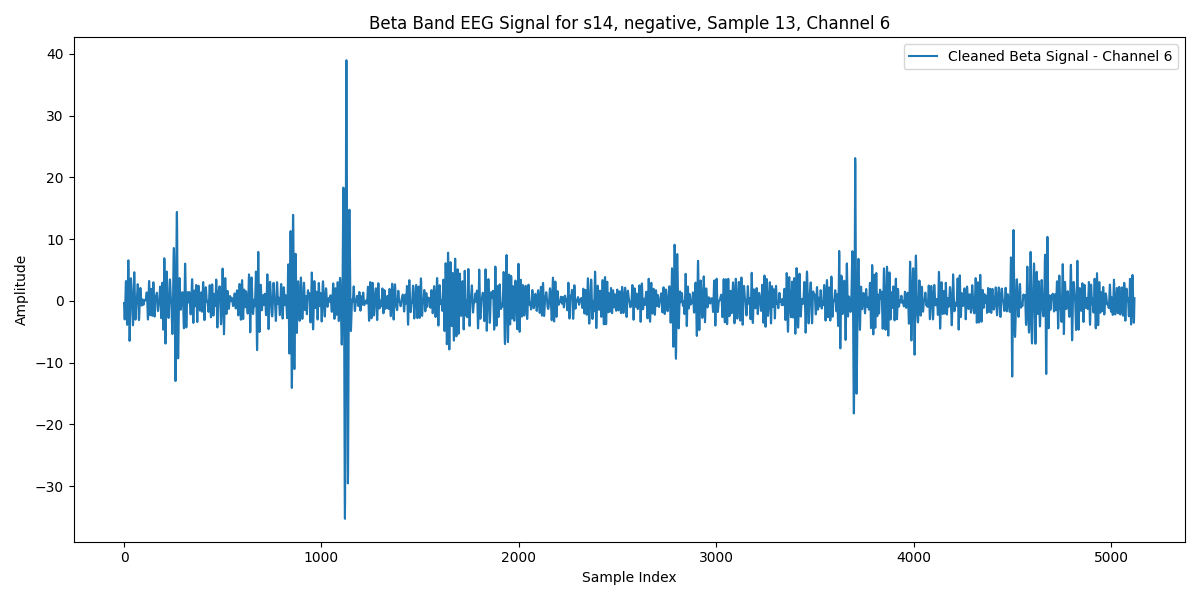 Beta Band EEG Signal for s14, negative, Sample 13, Channel 6
Cleaned Beta Signal - Channel 6
Amplitude
40
30
20
10
0
−10
−20
−30
0 1000 2000 3000 4000 5000
Sample Index